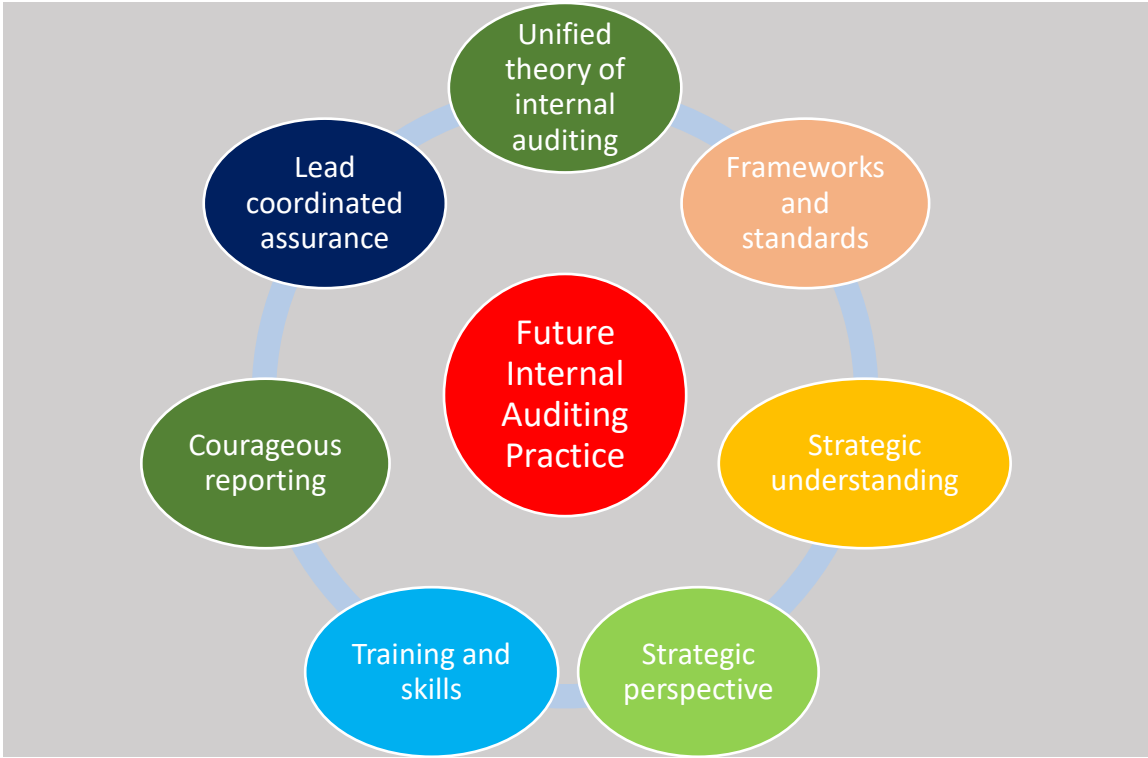 Unified
theory of
internal
auditing
Frameworks
and
standards
Strategic
understanding
Strategic
perspective
Training and
skills
Courageous
reporting
Lead
coordinated
assurance
Future
Internal
Auditing
Practice